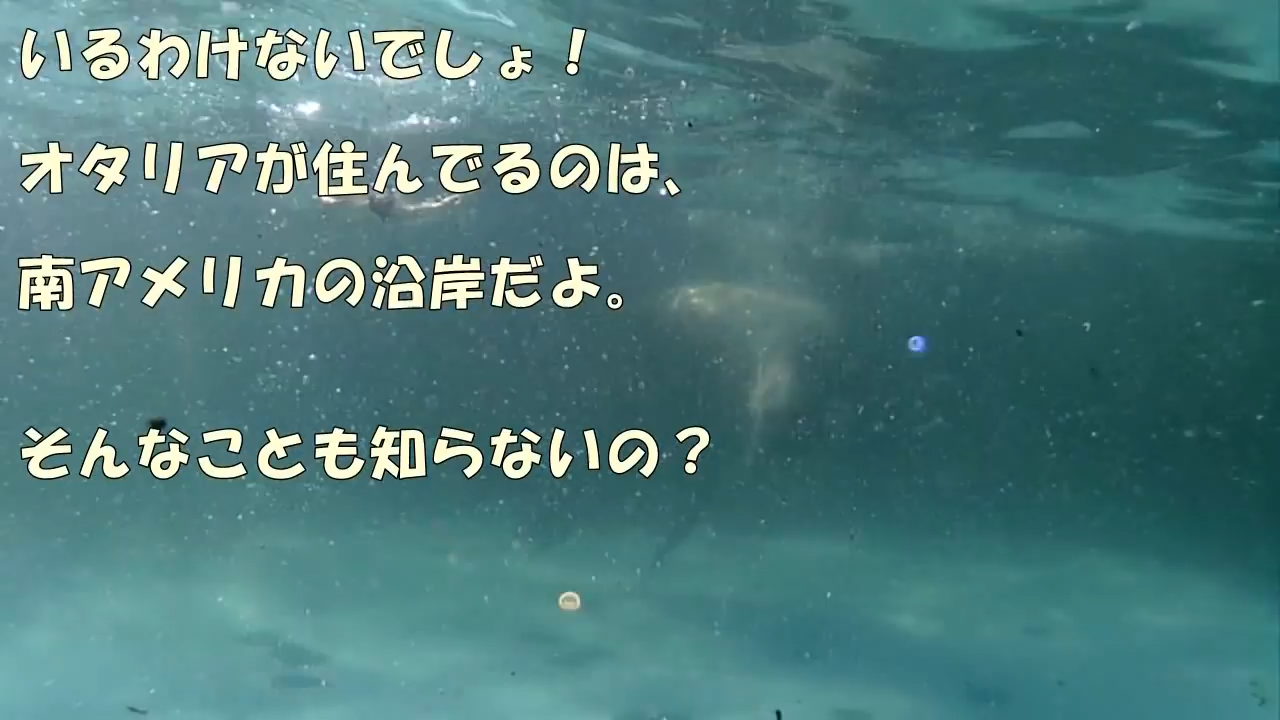 いるわけないでしょ！
オタリアが住んでるのは、
南アメリカの沿岸だよ。
そんなことも知らないの？